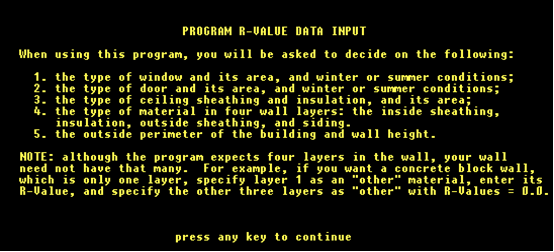 PROGRAM R-VALUE DATA INPUT
When using this program, you will be asked to decide on the following:
1. the type of window and its area, and winter or summer conditions;
2. the type of door and its area, and winter or summer conditions;
3. the type of ceiling sheathing and insulation, and its area;
4. the type of material in four wall layers: the inside sheathing,
insulation, outside sheathing, and siding.
5. the outside perimeter of the building and wall height.
NOTE: although the program expects four layers in the wall, your wall
need not have that many.  For example, if you want a concrete block wall,
which is only one layer, specify layer 1 as an "other" material, enter its
R-Value, and specify the other three layers as "other" with R-Values = 0.0.
press any key to continue